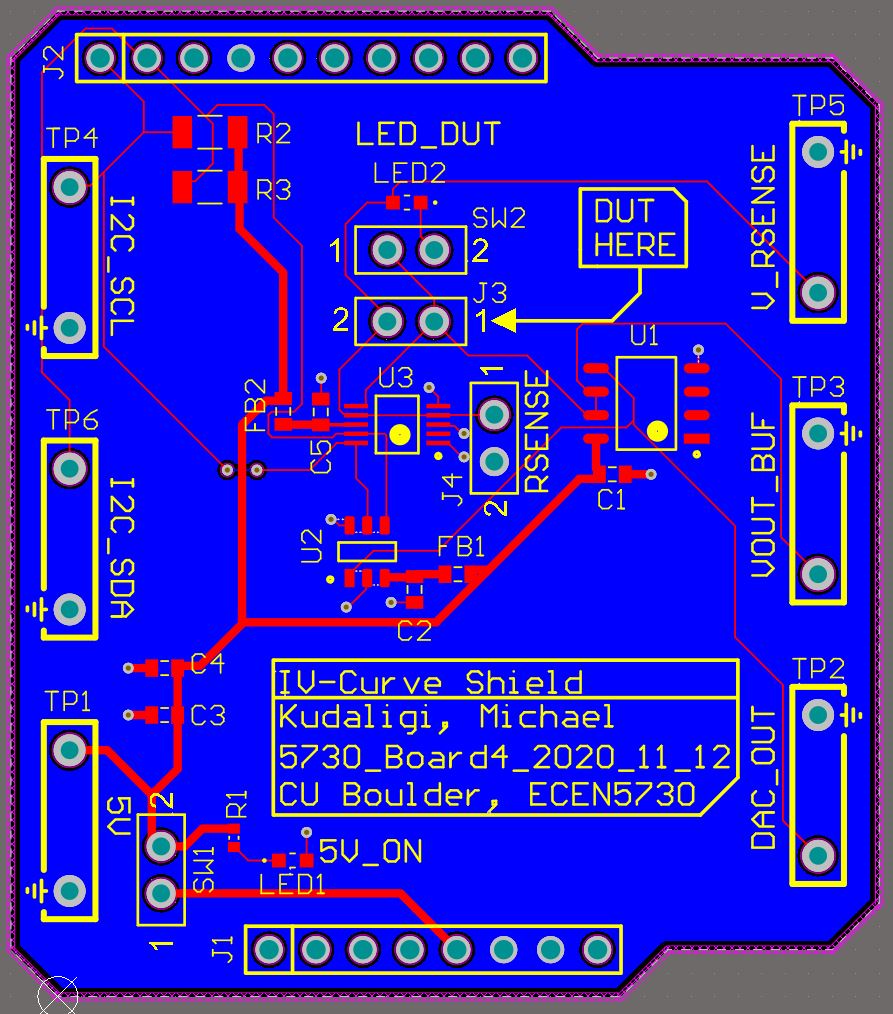 J2
TP5
TP4
R2
LED_DUT
R3
LED2
I2C_SCL
SW2
DUT
HERE
V_RSENSE
1
2
J3
2
1
U1
U3
1
TP3
TP6
FB2
C5
RSENSE
J4
2
VOUT_BUF
I2C_SDA
C1
U2
FB1
C2
C4
TP2
IV-Curve Shield
TP1
C3
Kudaligi, Michael
5730_Board4_2020_11_12
CU Boulder, ECEN5730
DAC_OUT
5V
2
R1
5V_ON
SW1
LED1
1
J1